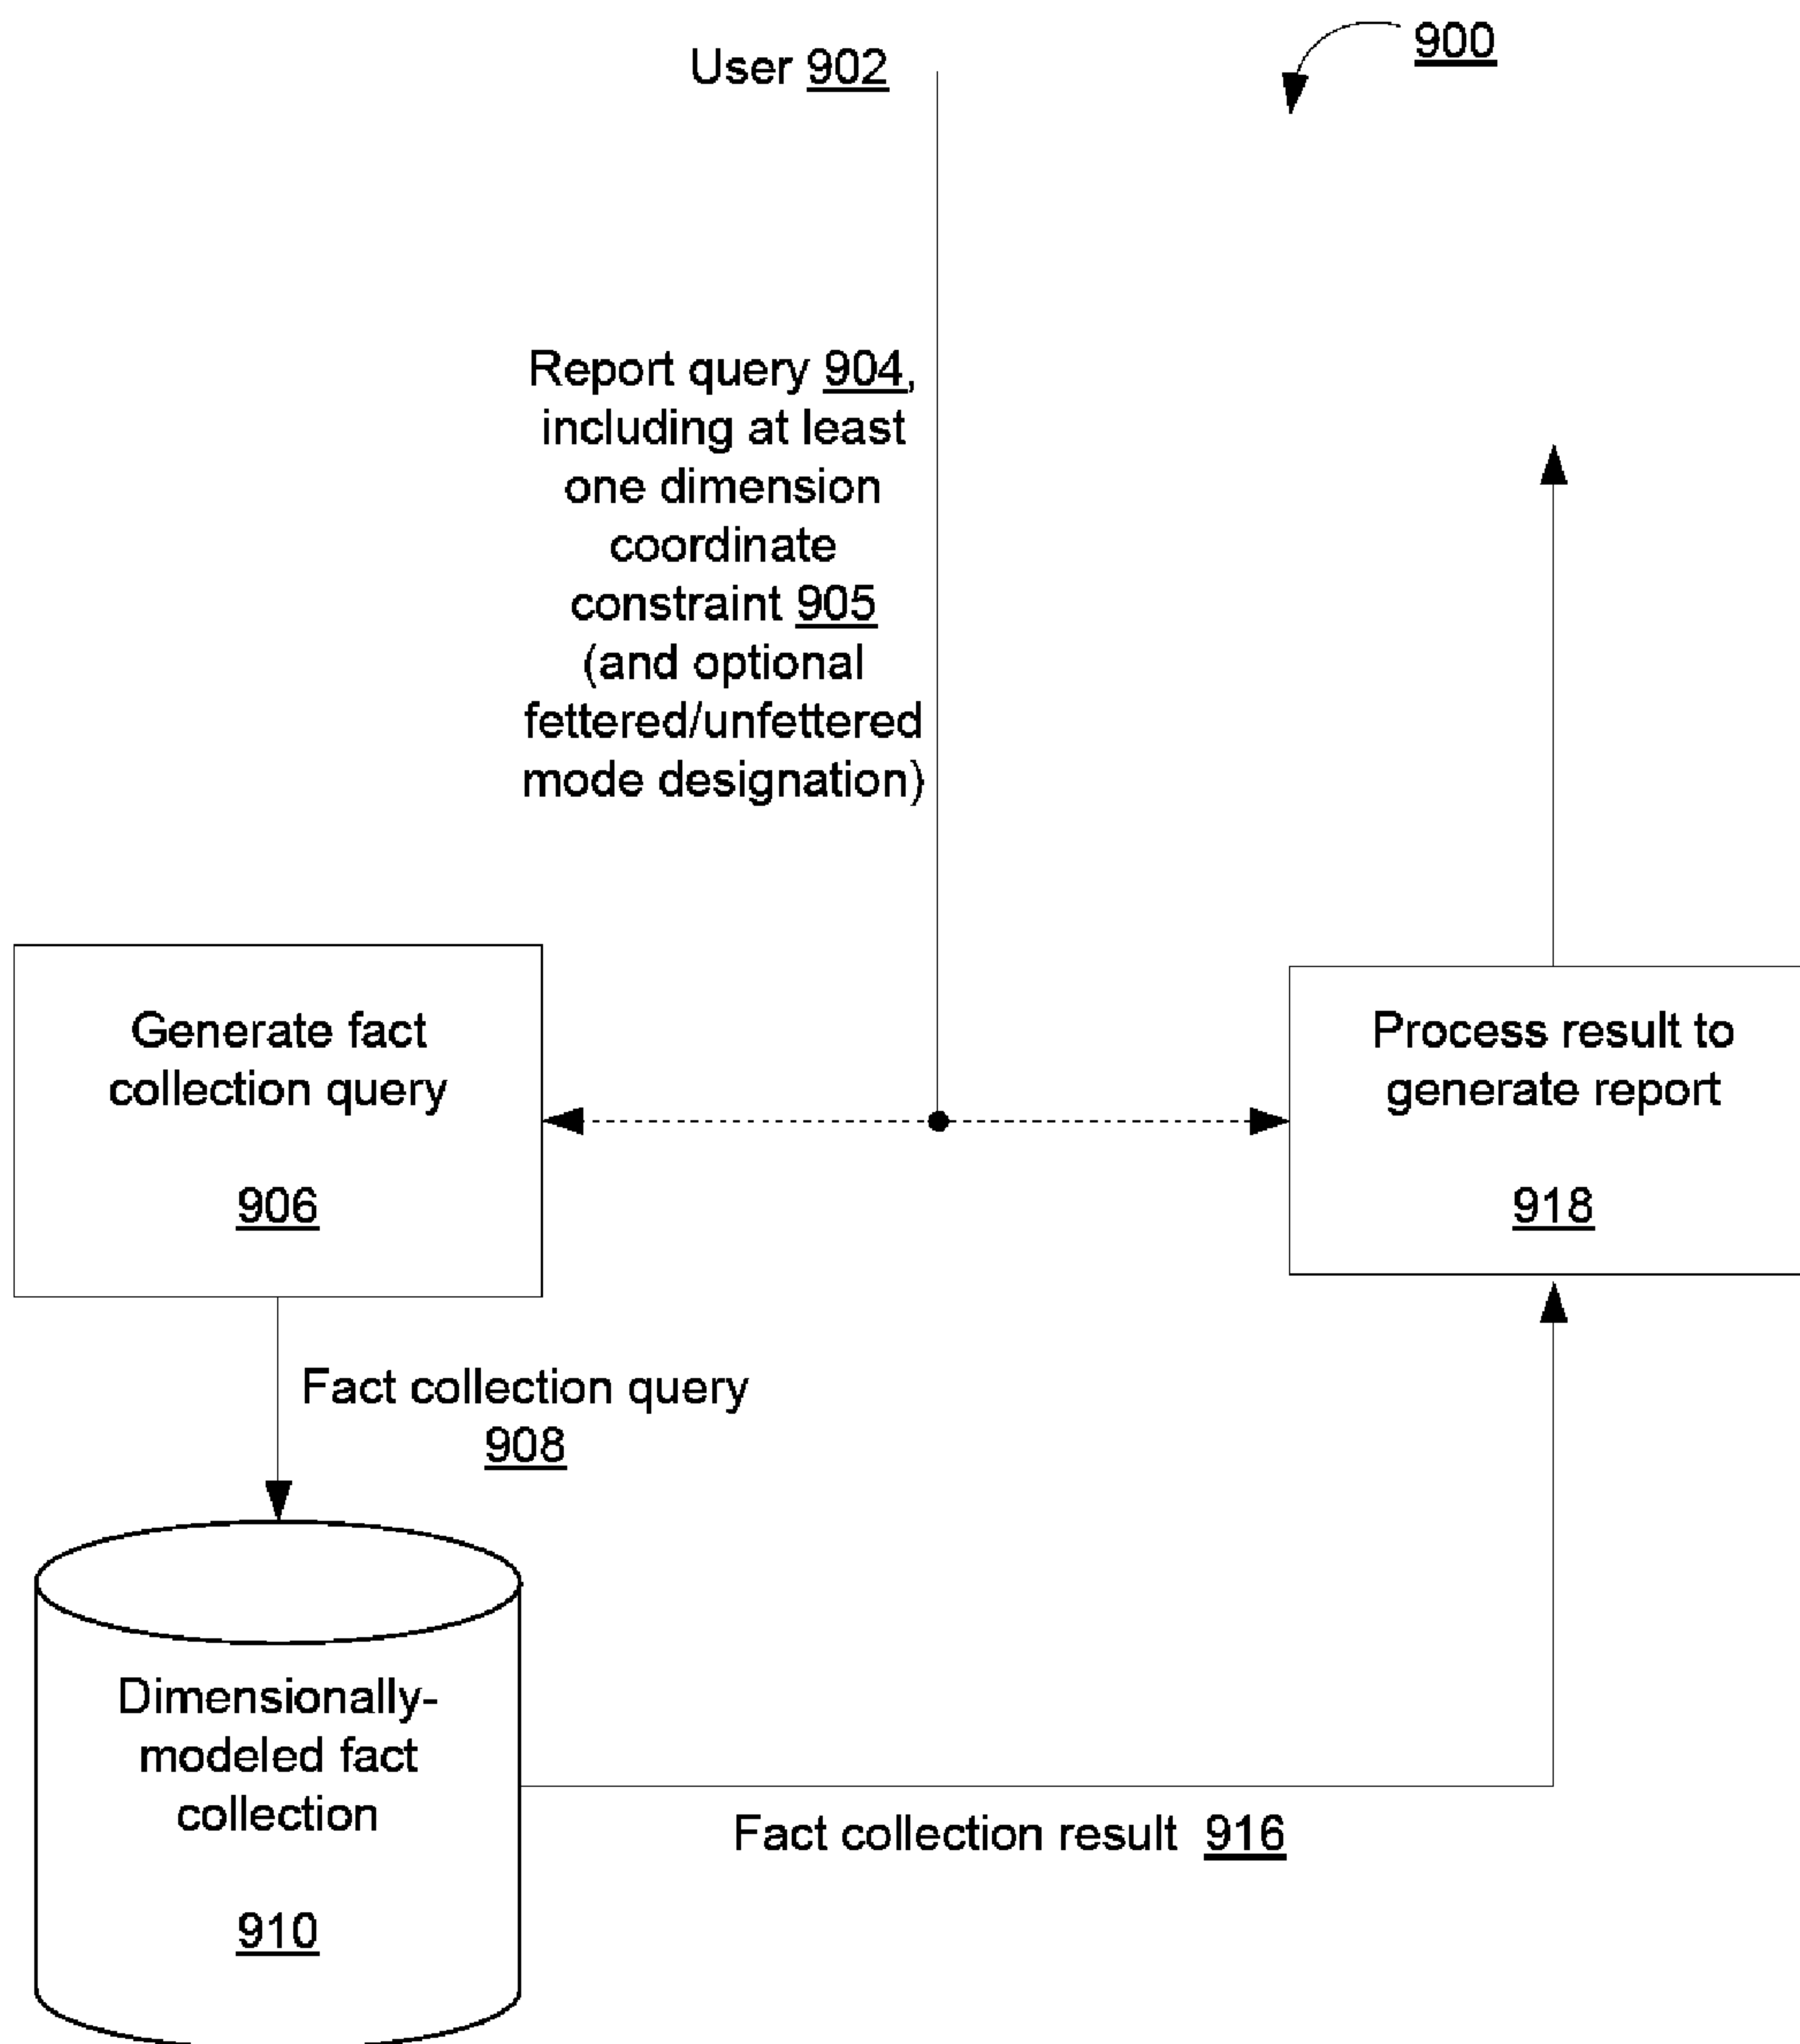 900
User 902
Report query 904,
including at least
one dimension
coordinate
constraint 905
(and optional
fettered/unfettered
mode designation)
Generate fact
collection query
906
Process result to
generate report
918
Fact collection query
908
Dimensionally-
modeled fact
collection
910
Fact collection result 916